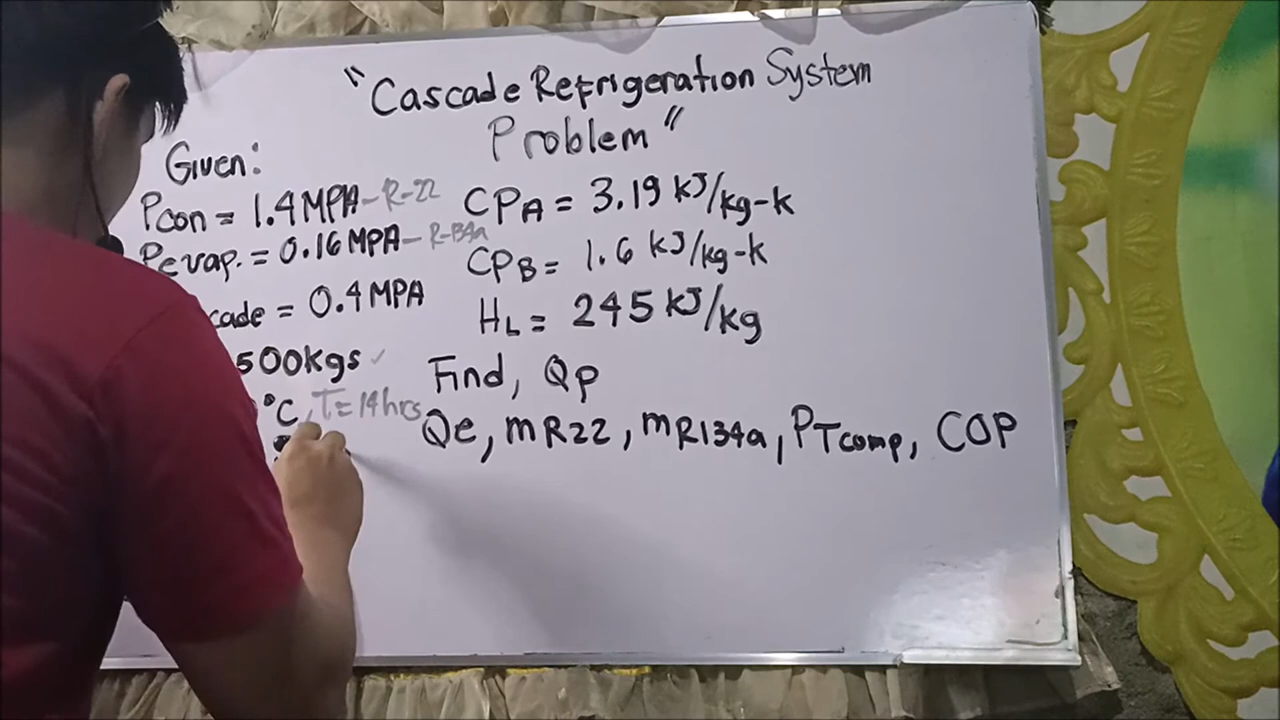 "Cascade Refrigeration System
Problem"
Given:
Pcon = 1.4 MPA - R-22
Pevap. = 0.16 MPA - R-134a
cade = 0.4 MPA
500kgs ✓
°C, T = 14hrs
CPA = 3.19 kJ/kg-k
CPB = 1.6 kJ/kg-k
HL = 245 kJ/kg
Find, Qp
Qe, mR22, mR134a, PTcomp, COP